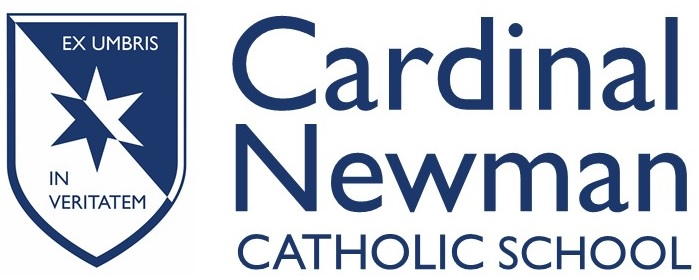 EX UMBRIS
IN
VERITATEM
Cardinal
Newman
CATHOLIC SCHOOL